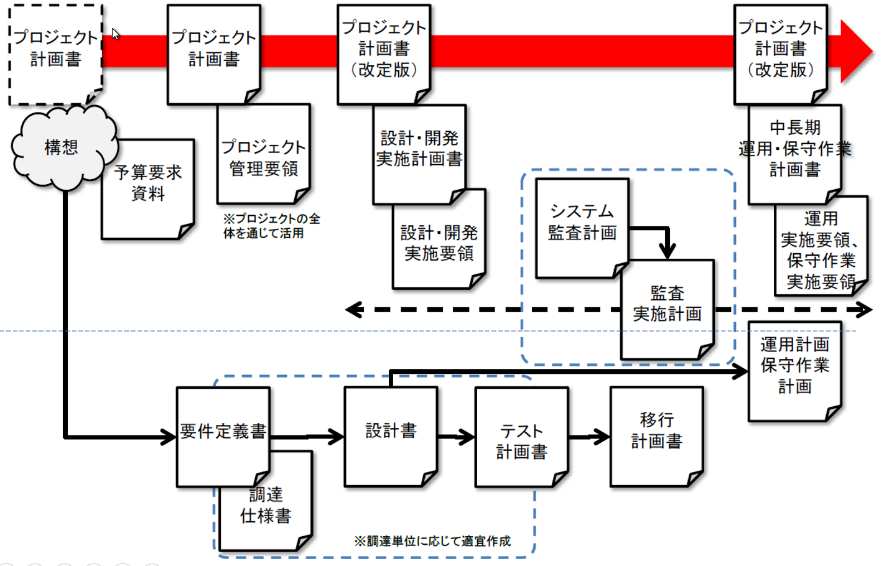 プロジェクト
計画書
プロジェクト
計画書
プロジェクト
計画書
（改定版）
プロジェクト
計画書
（改定版）
構想
予算要求
資料
プロジェクト
管理要領
※プロジェクトの全
体を通じて活用
設計・開発
実施計画書
設計・開発
実施要領
システム
監査計画
監査
実施計画
中長期
運用・保守作業
計画書
運用
実施要領、
保守作業
実施要領
運用計画
保守作業
計画
要件定義書
調達
仕様書
設計書
テスト
計画書
移行
計画書
※調達単位に応じて適宜作成